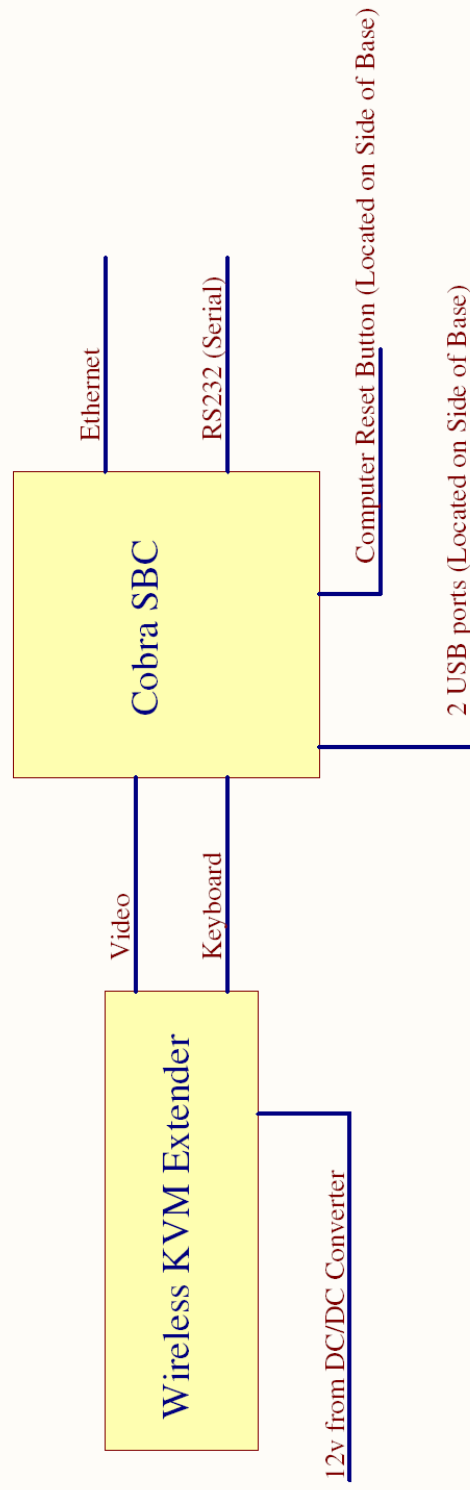 Wireless KVM Extender
12v from DC/DC Converter
Video
Keyboard
Cobra SBC
Ethernet
RS232 (Serial)
Computer Reset Button (Located on Side of Base)
2 USB ports (Located on Side of Base)